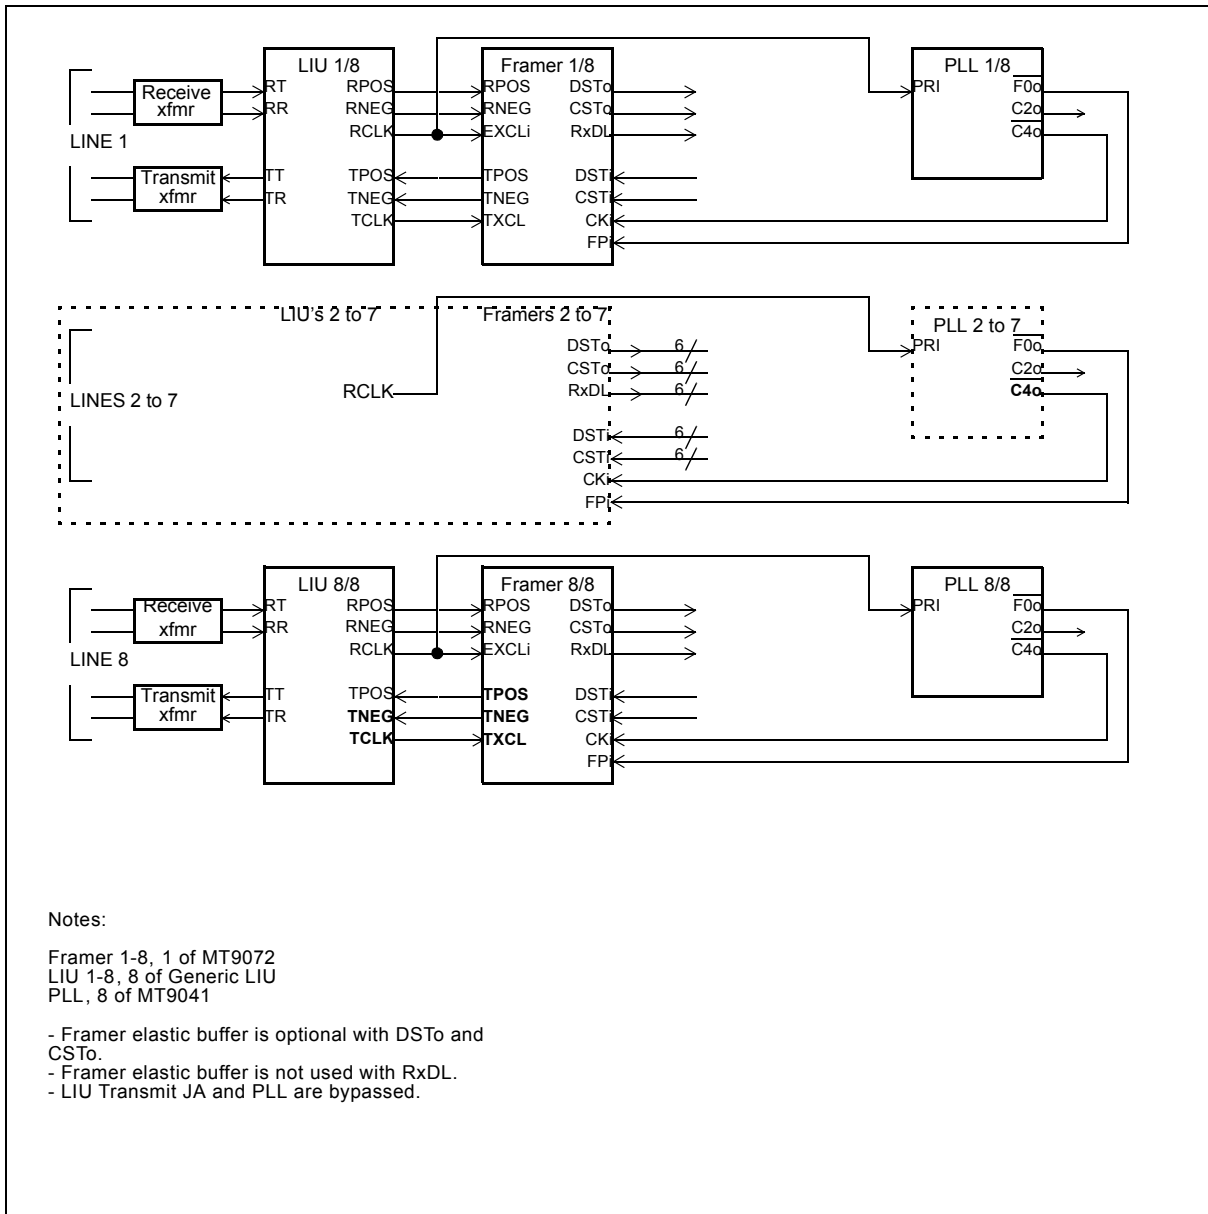 LIU 1/8
Framer 1/8
PLL 1/8
Receive
xfmr
RT
RR
RPOS
RNEG
RCLK
RPOS
RNEG
EXCLi
DSTo
CSTo
RxDL
PRI
F0o
C2o
C4o
LINE 1
Transmit
xfmr
TT
TR
TPOS
TNEG
TCLK
TPOS
TNEG
TXCL
DSTi
CSTi
CKi
FPi
LIU's 2 to 7
Framers 2 to 7
PLL 2 to 7
LINES 2 to 7
RCLK
DSTo
CSTo
RxDL
6
6
6
DSTi
CSTi
CKi
FPi
6
6
PRI
F0o
C2o
C4o
LIU 8/8
Framer 8/8
PLL 8/8
Receive
xfmr
RT
RR
RPOS
RNEG
RCLK
RPOS
RNEG
EXCLi
DSTo
CSTo
RxDL
PRI
F0o
C2o
C4o
LINE 8
Transmit
xfmr
TT
TR
TPOS
TNEG
TCLK
TPOS
TNEG
TXCL
DSTi
CSTi
CKi
FPi
Notes:
Framer 1-8, 1 of MT9072
LIU 1-8, 8 of Generic LIU
PLL, 8 of MT9041
- Framer elastic buffer is optional with DSTo and
CSTo.
- Framer elastic buffer is not used with RxDL.
- LIU Transmit JA and PLL are bypassed.